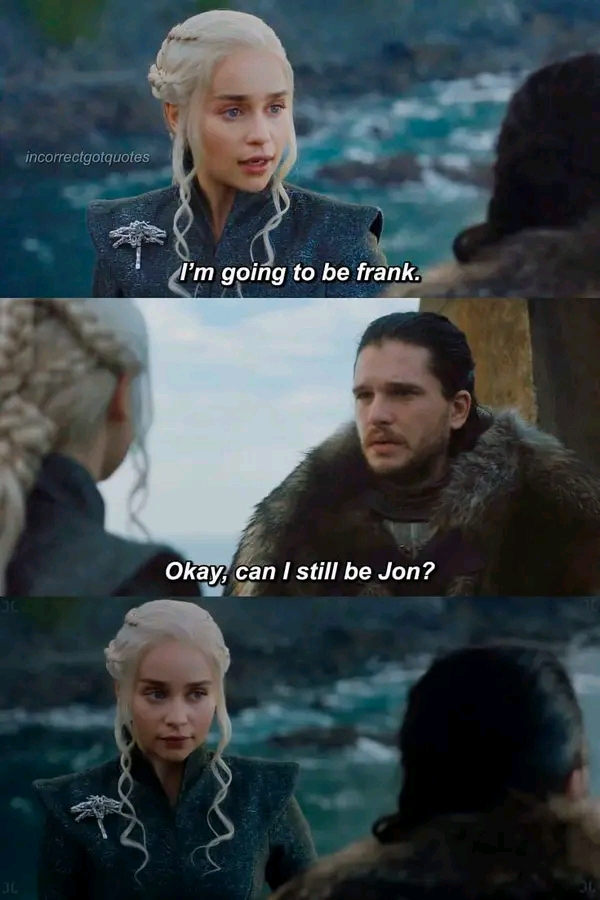 incorrectgotquotes
I'm going to be frank.
Okay, can I still be Jon?